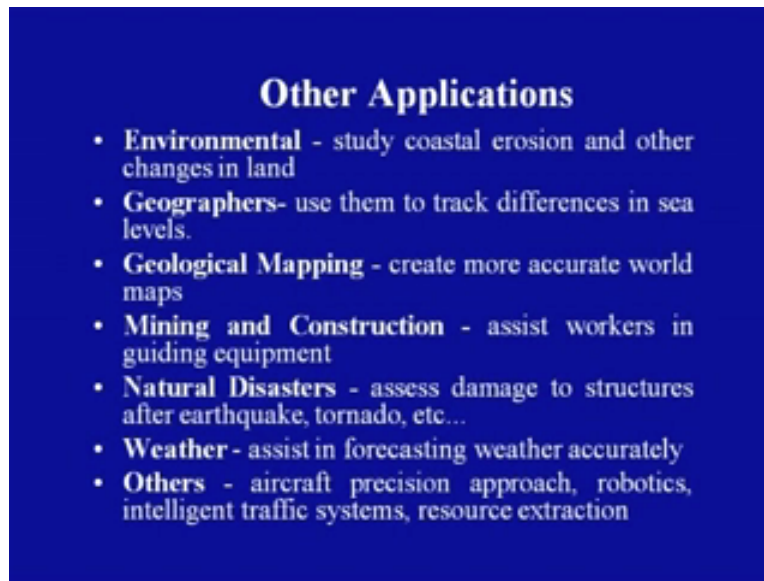 Other Applications
• Environmental - study coastal erosion and other
changes in land
• Geographers- use them to track differences in sea
levels.
• Geological Mapping - create more accurate world
maps
• Mining and Construction - assist workers in
guiding equipment
• Natural Disasters - assess damage to structures
after earthquake, tornado, etc...
• Weather - assist in forecasting weather accurately
• Others - aircraft precision approach, robotics,
intelligent traffic systems, resource extraction